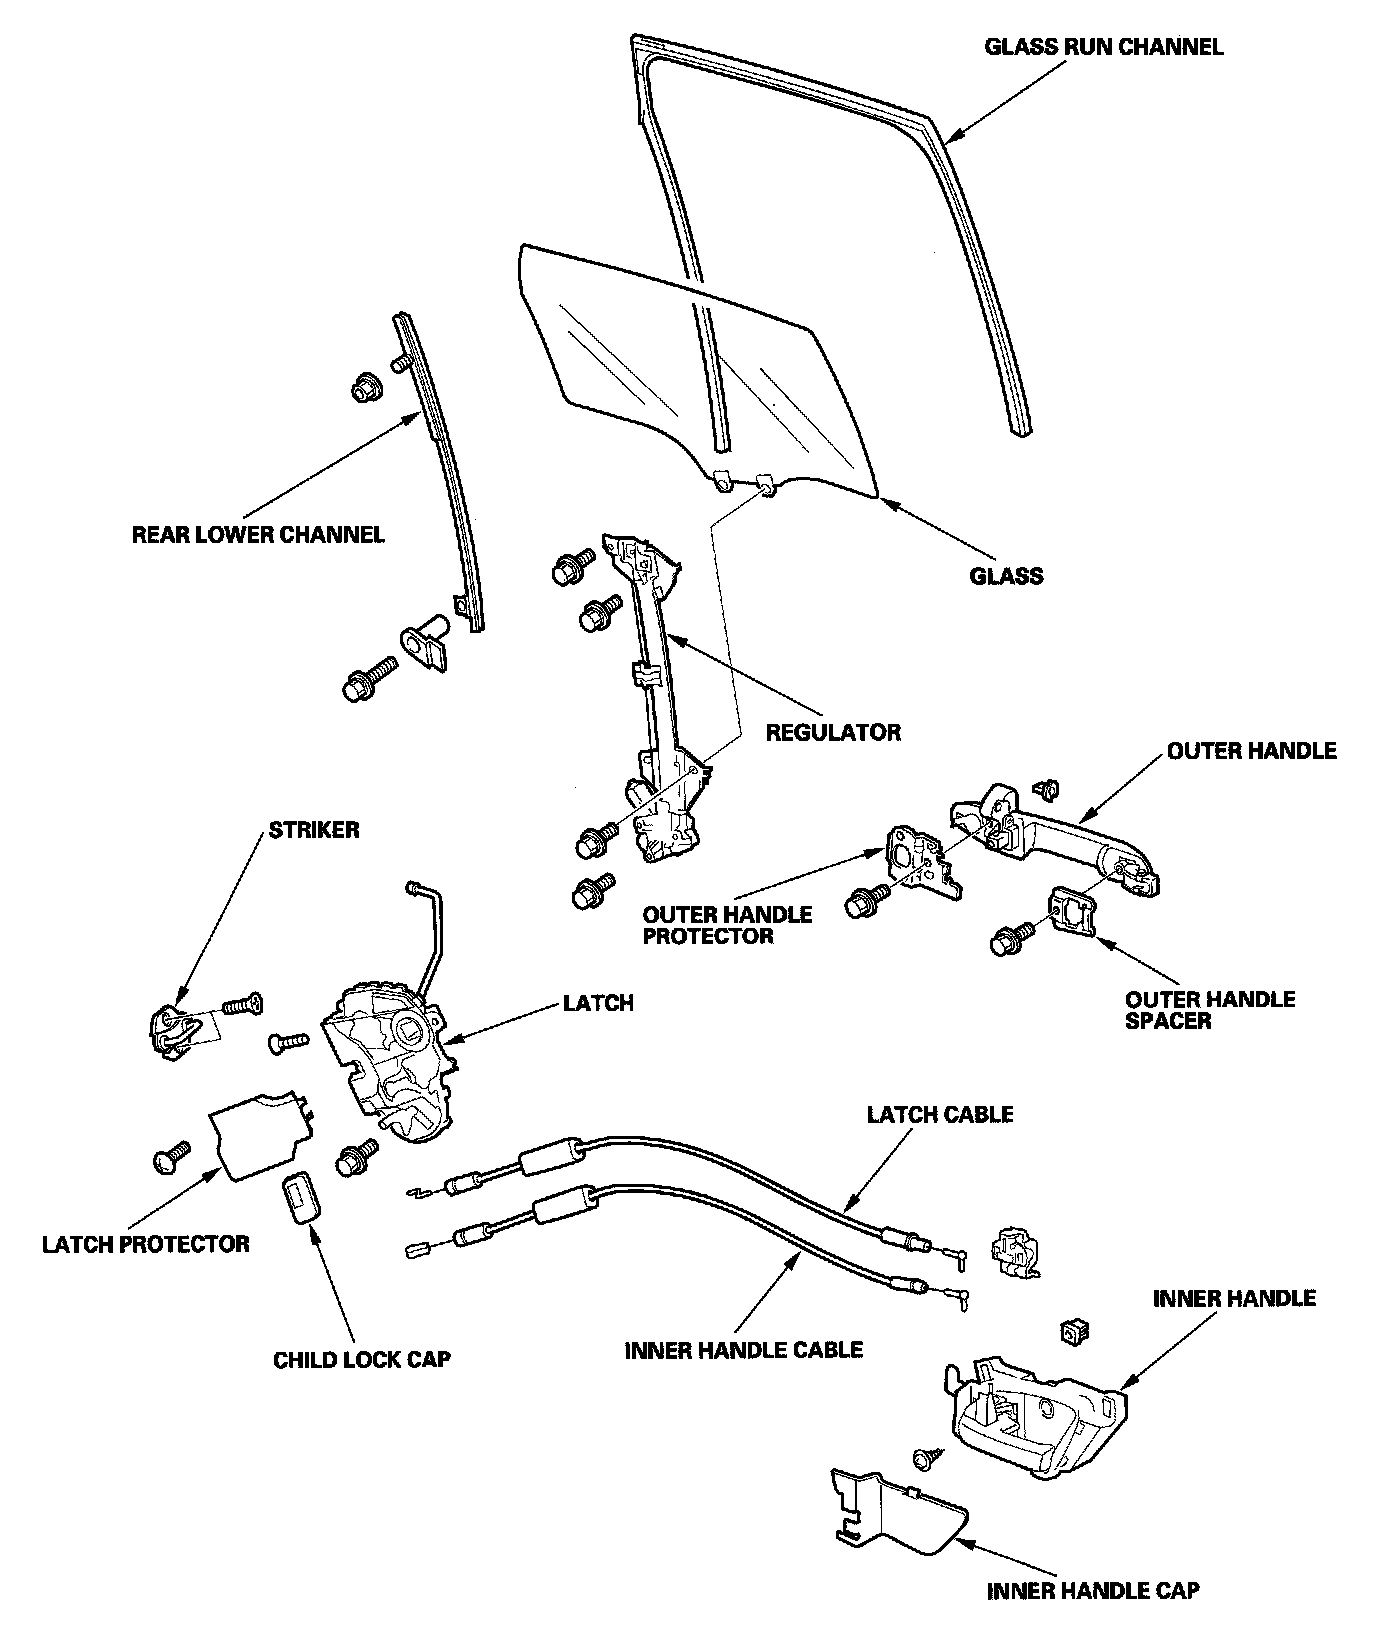 GLASS RUN CHANNEL
REAR LOWER CHANNEL
GLASS
REGULATOR
OUTER HANDLE
STRIKER
OUTER HANDLE
PROTECTOR
LATCH
OUTER HANDLE
SPACER
LATCH CABLE
LATCH PROTECTOR
INNER HANDLE
INNER HANDLE CABLE
CHILD LOCK CAP
INNER HANDLE CAP